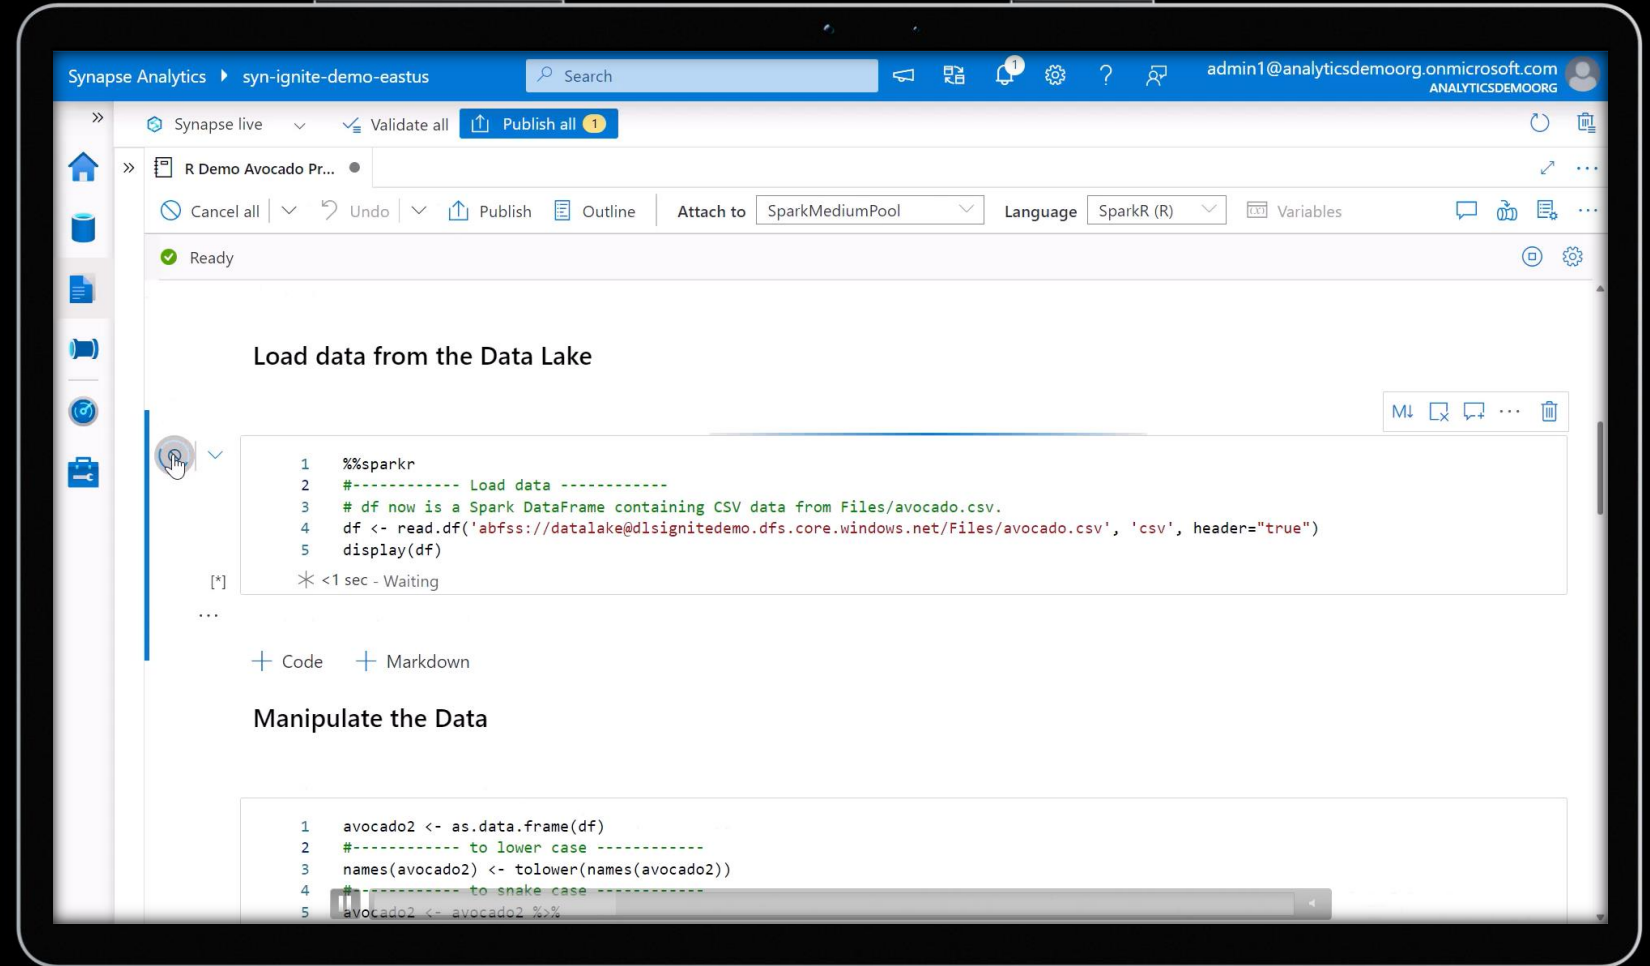 Synapse Analytics syn-ignite-demo-eastus Search 1 ? admin1@analyticsdemoorg.onmicrosoft.com
ANALYTICSDEMOORG
Synapse live Validate all Publish all 1
R Demo Avocado Pr...
Cancel all Undo Publish Outline Attach to SparkMediumPool Language SparkR (R) Variables
Ready
Load data from the Data Lake
M↓
1 %%sparkr
2 #------------ Load data ------------
3 # df now is a Spark DataFrame containing CSV data from Files/avocado.csv.
4 df <- read.df('abfss://datalake@dlsignitedemo.dfs.core.windows.net/Files/avocado.csv', 'csv', header="true")
5 display(df)
[*] <1 sec - Waiting
+ Code + Markdown
Manipulate the Data
1 avocado2 <- as.data.frame(df)
2 #------------ to lower case ------------
3 names(avocado2) <- tolower(names(avocado2))
4 #------------ to snake case ------------
5 avocado2 <- avocado2 %>%